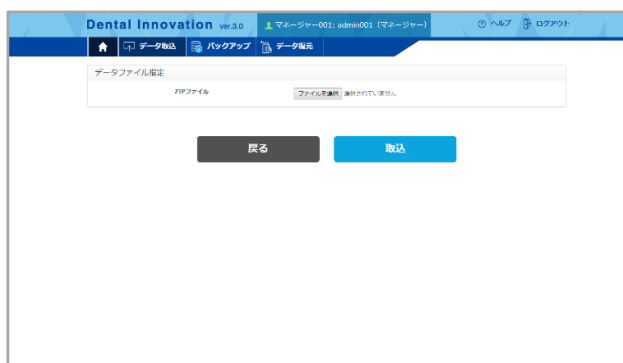 Dental Innovation ver.3.0 マネージャー001: admin001 (マネージャー) ヘルプ ログアウト
データ取込 バックアップ データ復元
データファイル指定
ZIPファイル ファイルを選択 選択されていません
戻る 取込